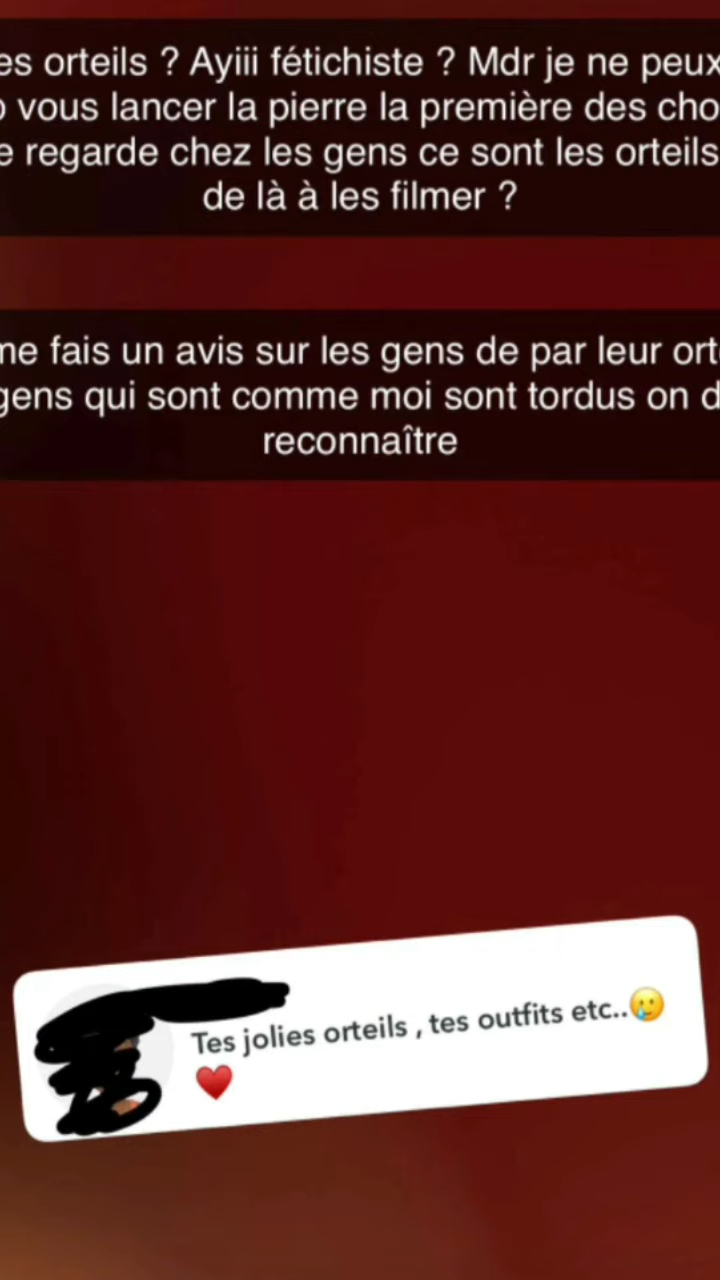 es orteils ? Ayiii fétichiste ? Mdr je ne peux
vous lancer la pierre la première des cho
e regarde chez les gens ce sont les orteils
de là à les filmer ?
me fais un avis sur les gens de par leur ort
gens qui sont comme moi sont tordus on d
reconnaître
Tes jolies orteils , tes outfits etc..🥲
♥️